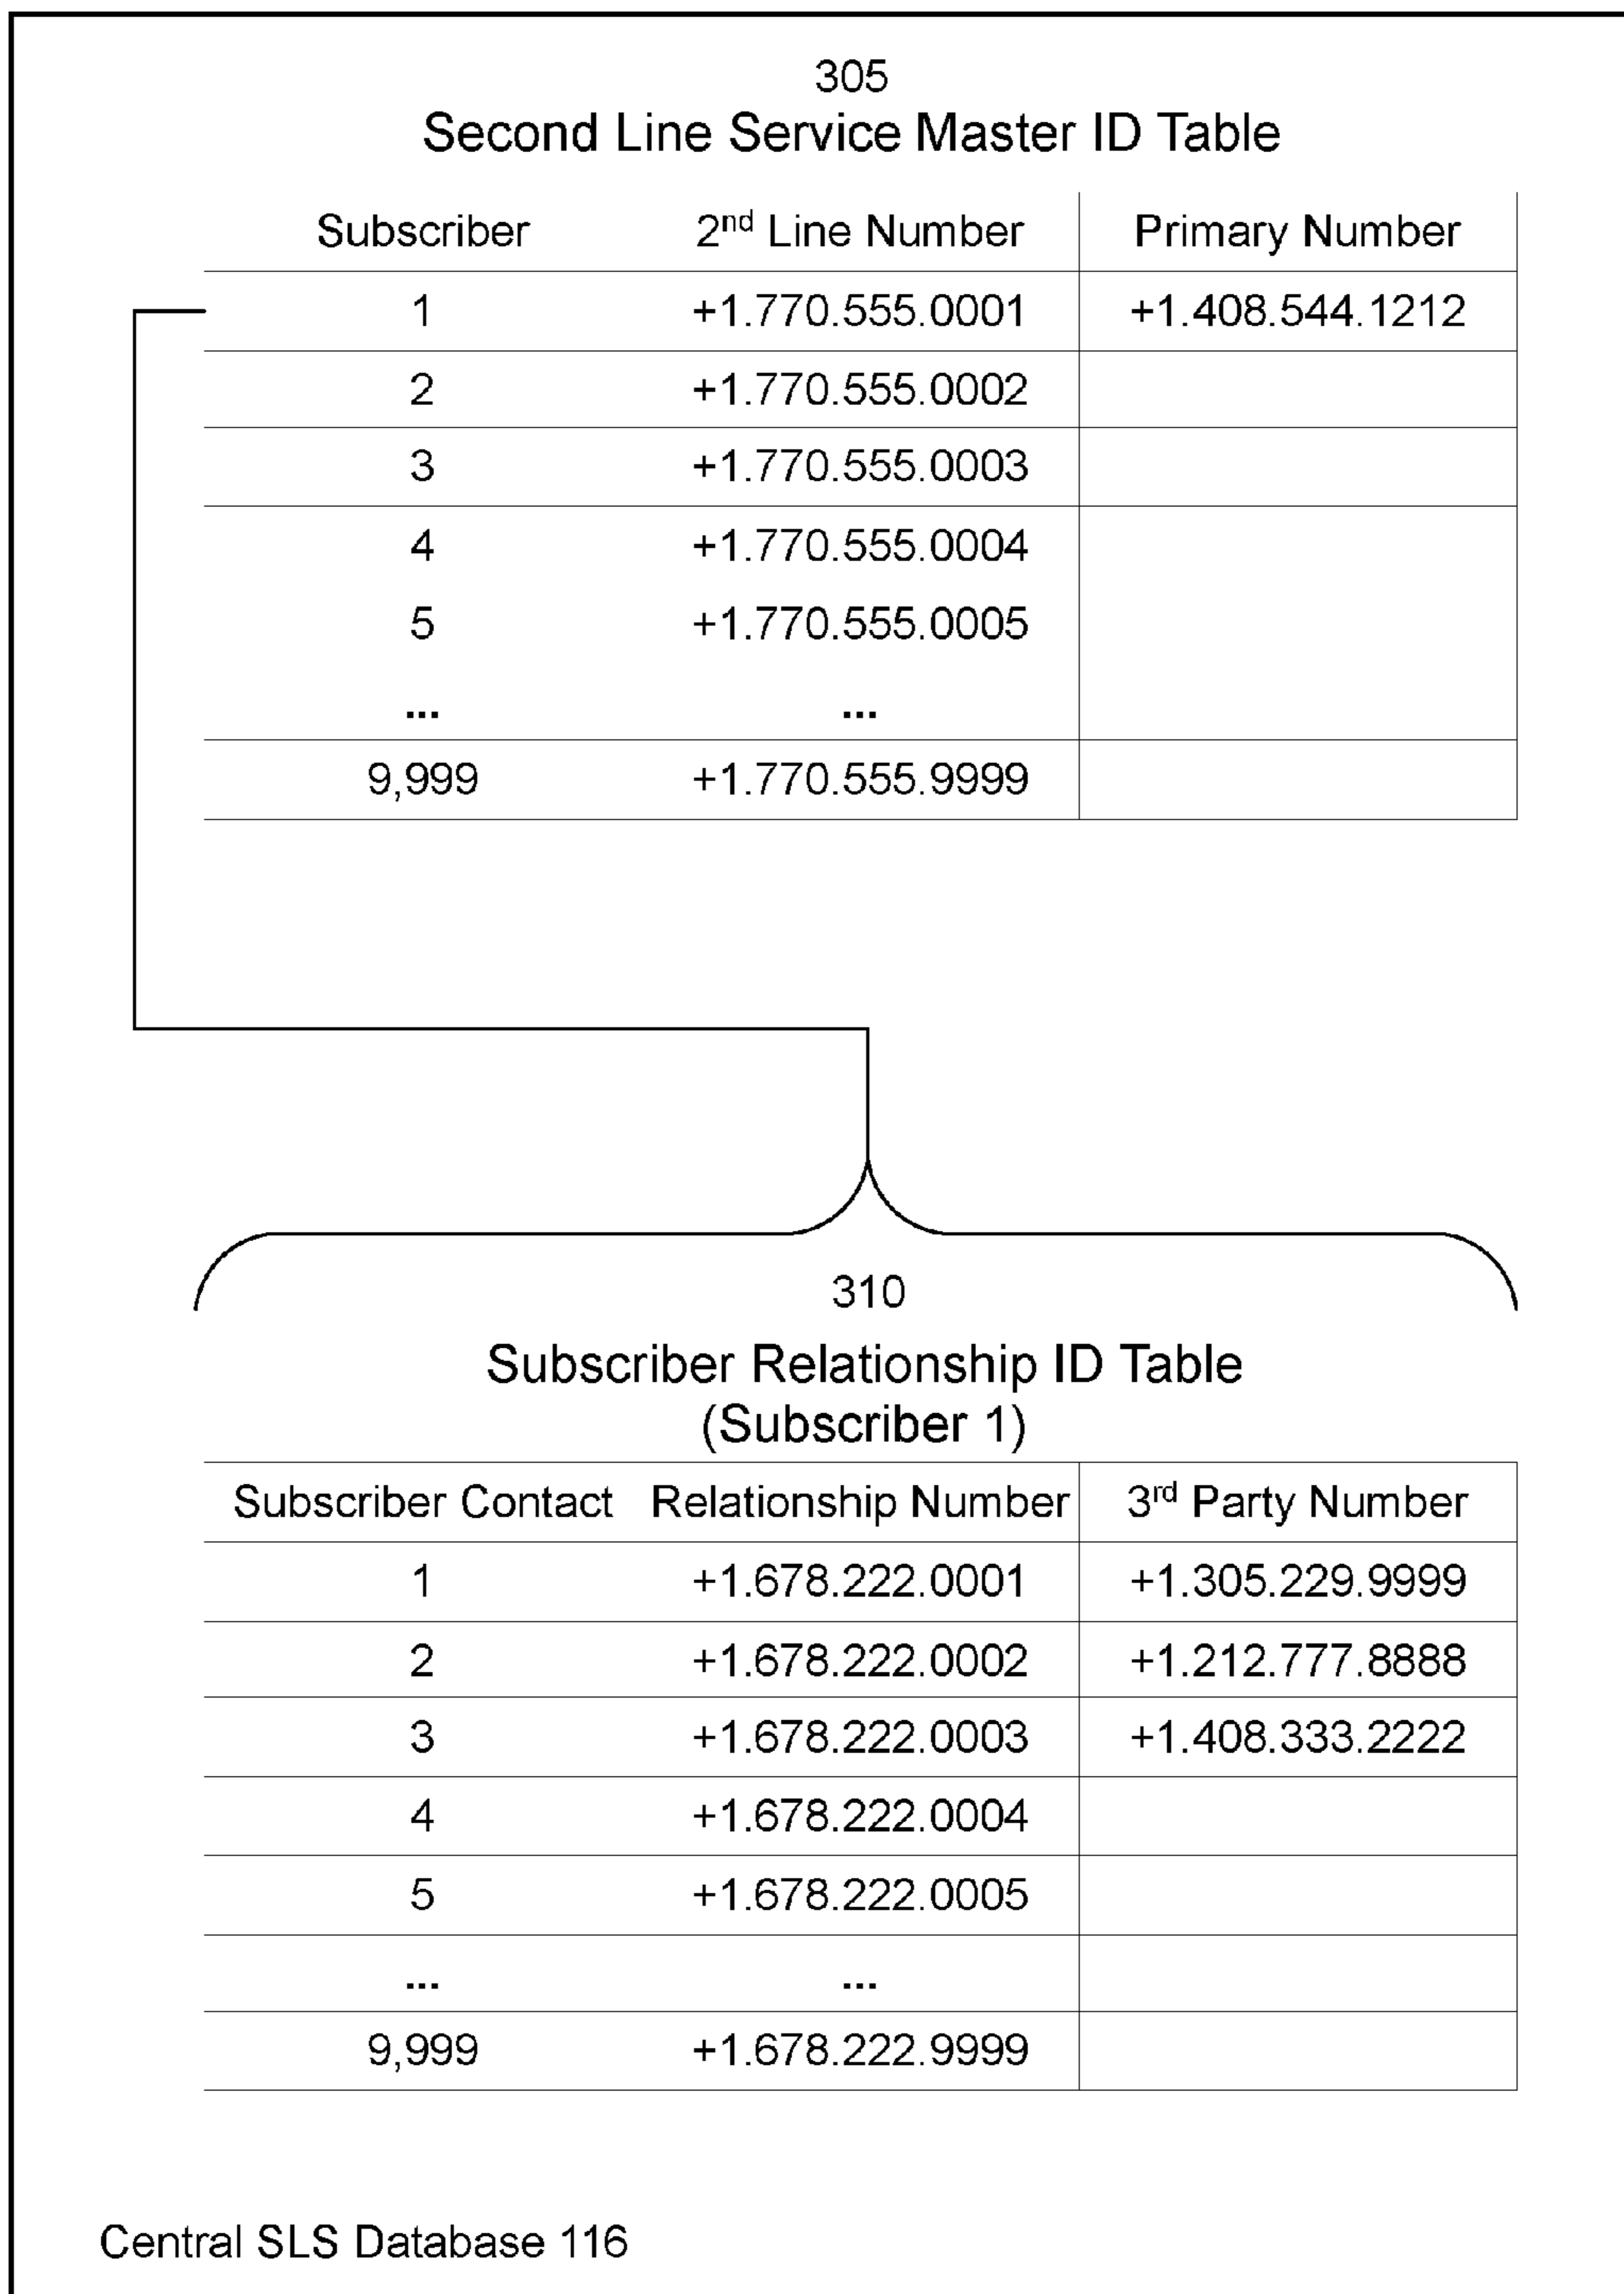 305
Second Line Service Master ID Table
Subscriber 2nd Line Number Primary Number
1 +1.770.555.0001 +1.408.544.1212
2 +1.770.555.0002
3 +1.770.555.0003
4 +1.770.555.0004
5 +1.770.555.0005
... ...
9,999 +1.770.555.9999
310
Subscriber Relationship ID Table
(Subscriber 1)
Subscriber Contact Relationship Number 3rd Party Number
1 +1.678.222.0001 +1.305.229.9999
2 +1.678.222.0002 +1.212.777.8888
3 +1.678.222.0003 +1.408.333.2222
4 +1.678.222.0004
5 +1.678.222.0005
... ...
9,999 +1.678.222.9999
Central SLS Database 116